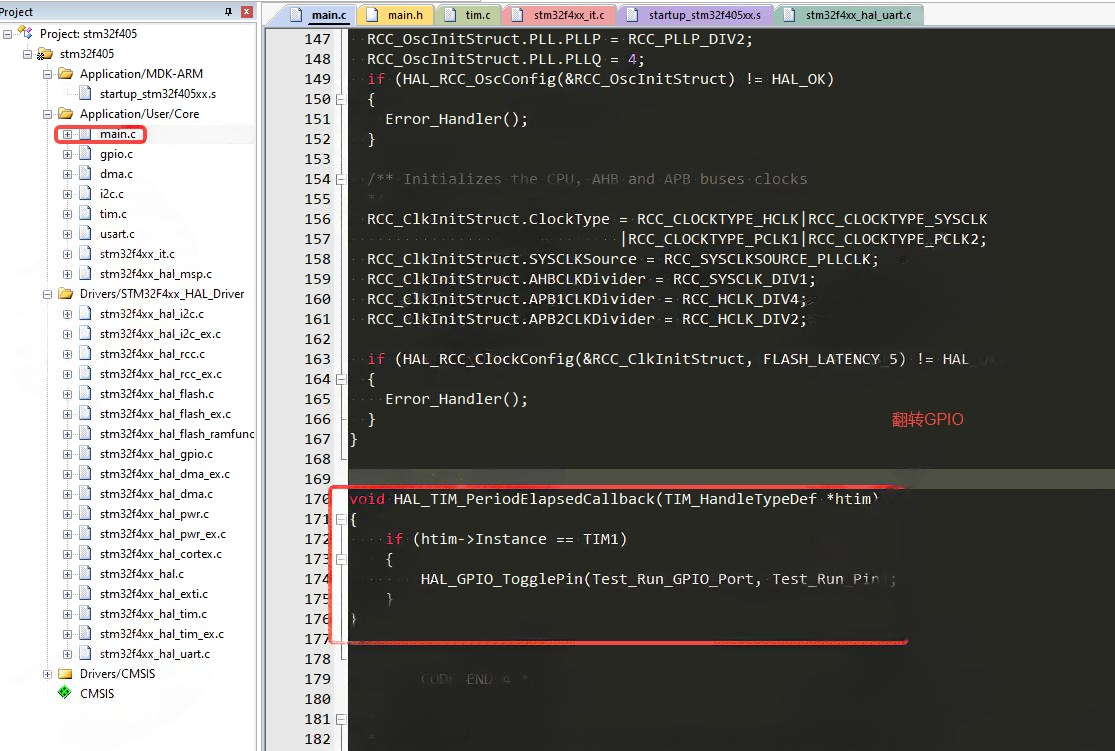 Project
Project: stm32f405
stm32f405
Application/MDK-ARM
startup_stm32f405xx.s
Application/User/Core
main.c
gpio.c
dma.c
i2c.c
tim.c
usart.c
stm32f4xx_it.c
stm32f4xx_hal_msp.c
Drivers/STM32F4xx_HAL_Driver
stm32f4xx_hal_i2c.c
stm32f4xx_hal_i2c_ex.c
stm32f4xx_hal_rcc.c
stm32f4xx_hal_rcc_ex.c
stm32f4xx_hal_flash.c
stm32f4xx_hal_flash_ex.c
stm32f4xx_hal_flash_ramfunc
stm32f4xx_hal_gpio.c
stm32f4xx_hal_dma_ex.c
stm32f4xx_hal_dma.c
stm32f4xx_hal_pwr.c
stm32f4xx_hal_pwr_ex.c
stm32f4xx_hal_cortex.c
stm32f4xx_hal.c
stm32f4xx_hal_exti.c
stm32f4xx_hal_tim.c
stm32f4xx_hal_tim_ex.c
stm32f4xx_hal_uart.c
Drivers/CMSIS
CMSIS
main.c main.h tim.c stm32f4xx_it.c startup_stm32f405xx.s stm32f4xx_hal_uart.c
147 RCC_OscInitStruct.PLL.PLLP = RCC_PLLP_DIV2;
148 RCC_OscInitStruct.PLL.PLLQ = 4;
149 if (HAL_RCC_OscConfig(&RCC_OscInitStruct) != HAL_OK)
150 {
151 Error_Handler();
152 }
153
154 /** Initializes the CPU, AHB and APB buses clocks
155 */
156 RCC_ClkInitStruct.ClockType = RCC_CLOCKTYPE_HCLK|RCC_CLOCKTYPE_SYSCLK
157 |RCC_CLOCKTYPE_PCLK1|RCC_CLOCKTYPE_PCLK2;
158 RCC_ClkInitStruct.SYSCLKSource = RCC_SYSCLKSOURCE_PLLCLK;
159 RCC_ClkInitStruct.AHBCLKDivider = RCC_SYSCLK_DIV1;
160 RCC_ClkInitStruct.APB1CLKDivider = RCC_HCLK_DIV4;
161 RCC_ClkInitStruct.APB2CLKDivider = RCC_HCLK_DIV2;
162
163 if (HAL_RCC_ClockConfig(&RCC_ClkInitStruct, FLASH_LATENCY_5) != HAL
164 {
165 Error_Handler();
166 }
翻转GPIO
167 }
168
169
170 void HAL_TIM_PeriodElapsedCallback(TIM_HandleTypeDef *htim)
171 {
172 if (htim->Instance == TIM1)
173 {
174 HAL_GPIO_TogglePin(Test_Run_GPIO_Port, Test_Run_Pin);
175 }
176 }
177
178
179 CODE END 4 *
180
181
182